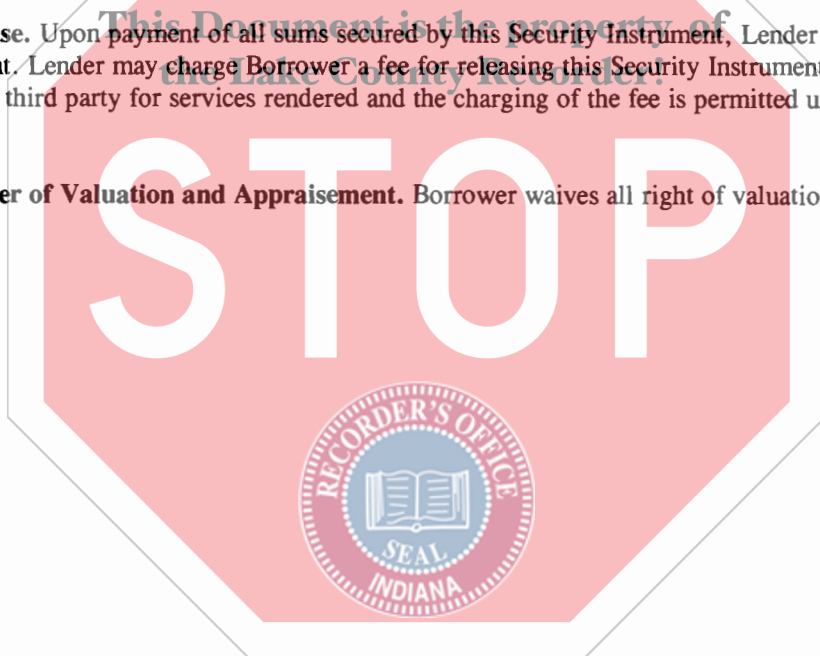 This Document is the property of
se. Upon payment of all sums secured by this Security Instrument, Lender
the Lake County Recorder!
t. Lender may charge Borrower a fee for releasing this Security Instrument
third party for services rendered and the charging of the fee is permitted u
er of Valuation and Appraisement. Borrower waives all right of valuatio
STOP
RECORDER'S OFFICE
SEAL
INDIANA